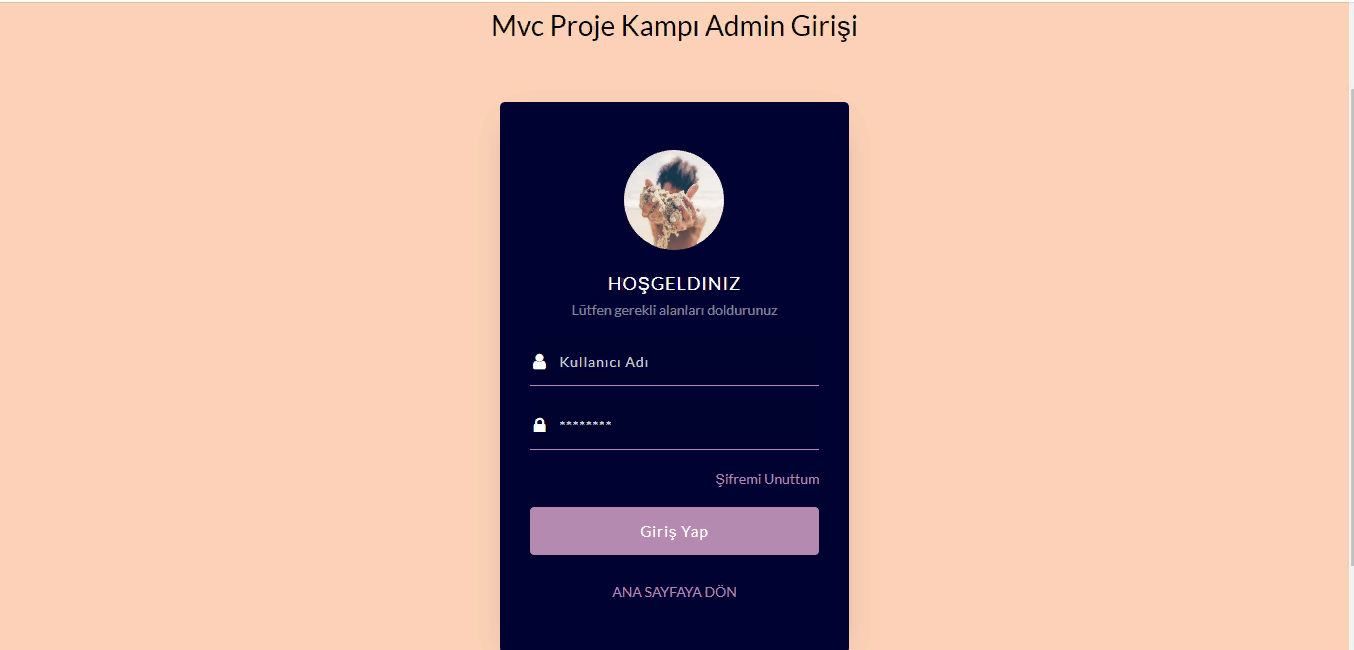 Mvc Proje Kampı Admin Girişi
HOŞGELDINIZ
Lütfen gerekli alanları doldurunuz
Kullanıcı Adı
********
Şifremi Unuttum
Giriş Yap
ANA SAYFAYA DÖN